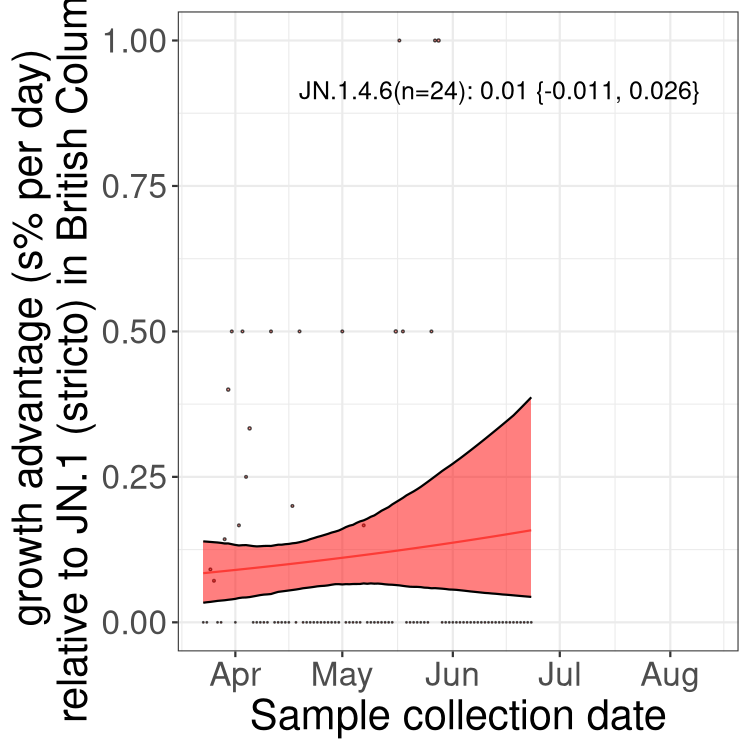 growth advantage (s% per day)
relative to JN.1 (stricto) in British Colum
1.00
0.75
0.50
0.25
0.00
JN.1.4.6(n=24): 0.01 {-0.011, 0.026}
Apr May Jun Jul Aug
Sample collection date